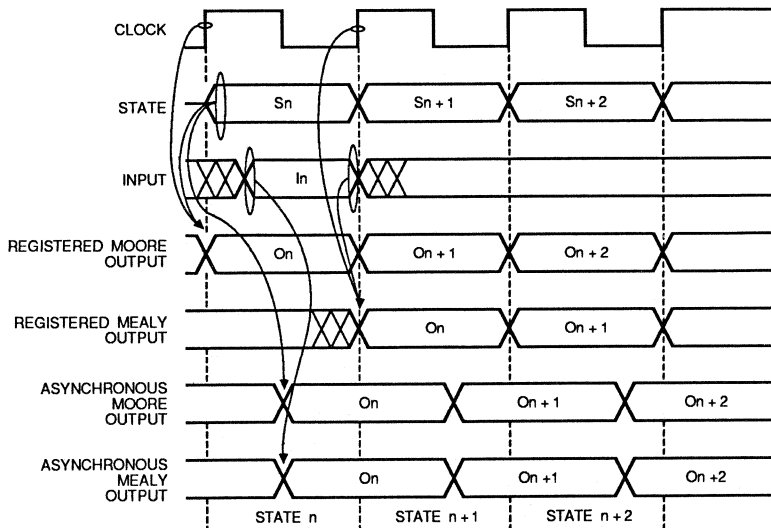 CLOCK
STATE
Sn
Sn + 1
Sn + 2
INPUT
In
REGISTERED MOORE
OUTPUT
On
On + 1
On + 2
REGISTERED MEALY
OUTPUT
On
On + 1
ASYNCHRONOUS
MOORE
OUTPUT
On
On + 1
On + 2
ASYNCHRONOUS
MEALY
OUTPUT
On
On +1
On +2
STATE n
STATE n + 1
STATE n + 2